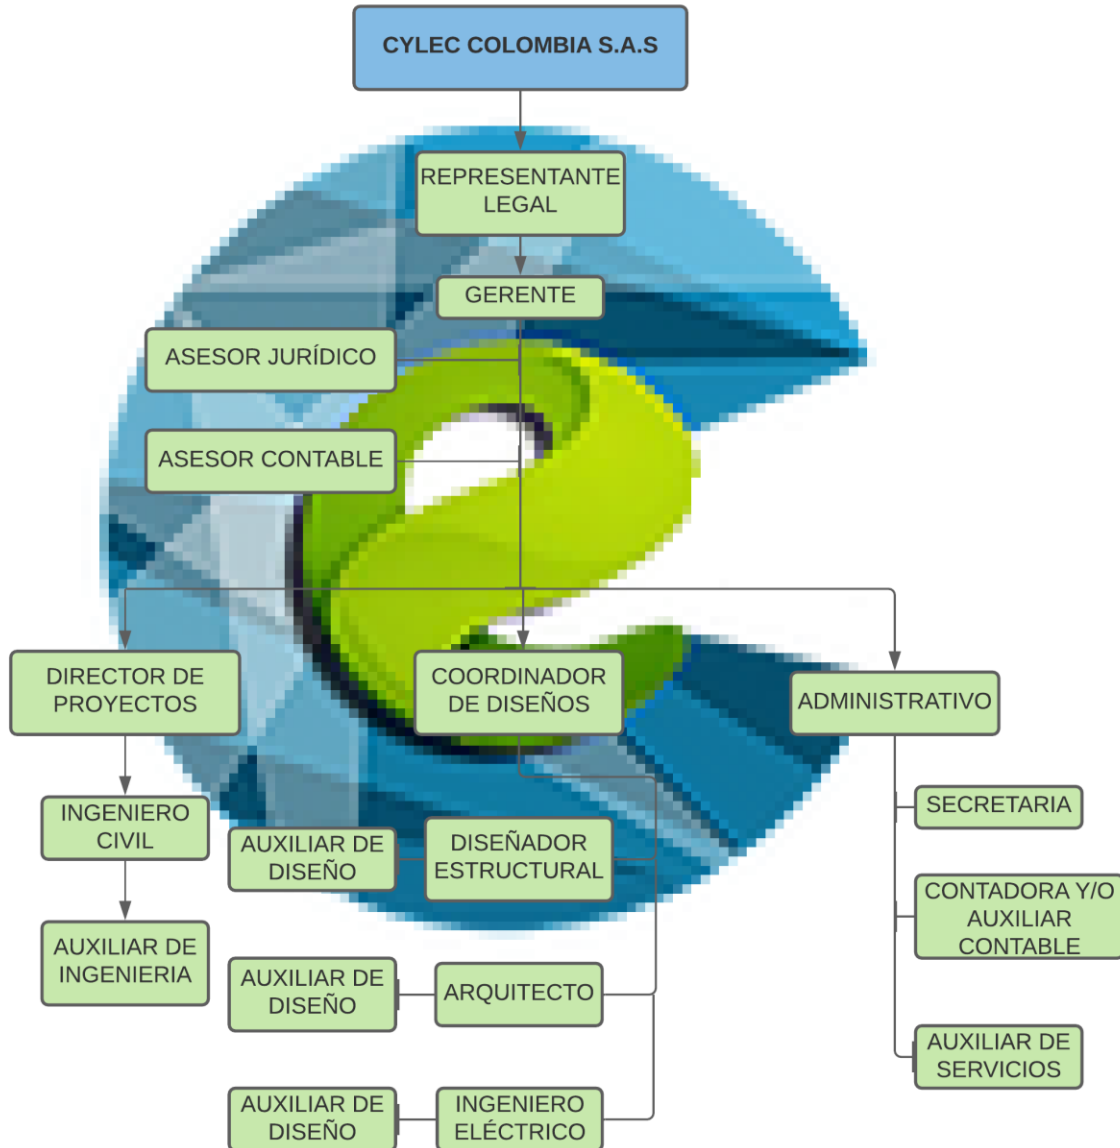 CYLEC COLOMBIA S.A.S
REPRESENTANTE
LEGAL
GERENTE
ASESOR JURÍDICO
ASESOR CONTABLE
DIRECTOR DE
PROYECTOS
COORDINADOR
DE DISEÑOS
ADMINISTRATIVO
INGENIERO
CIVIL
AUXILIAR DE
INGENIERIA
AUXILIAR DE
DISEÑO
DISEÑADOR
ESTRUCTURAL
AUXILIAR DE
DISEÑO
ARQUITECTO
AUXILIAR DE
DISEÑO
INGENIERO
ELÉCTRICO
SECRETARIA
CONTADORA Y/O
AUXILIAR
CONTABLE
AUXILIAR DE
SERVICIOS